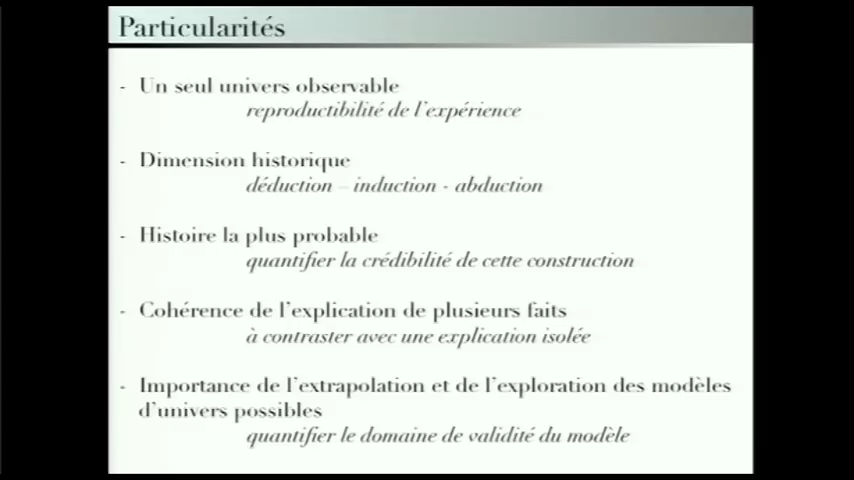 Particularités
- Un seul univers observable
reproductibilité de l'expérience
- Dimension historique
déduction – induction - abduction
- Histoire la plus probable
quantifier la crédibilité de cette construction
- Cohérence de l'explication de plusieurs faits
à contraster avec une explication isolée
- Importance de l'extrapolation et de l'exploration des modèles
d'univers possibles
quantifier le domaine de validité du modèle